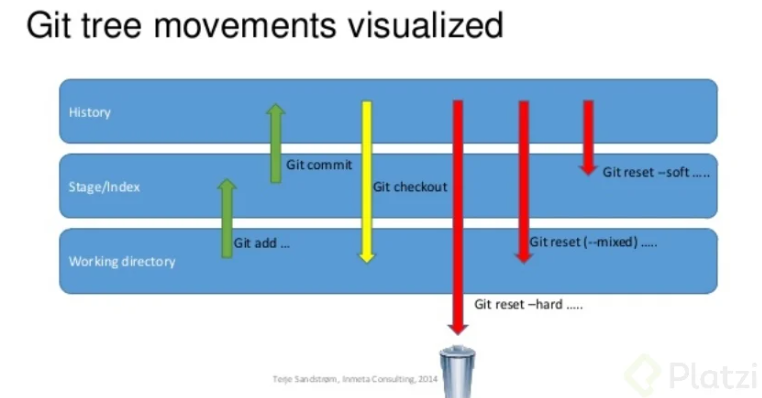 Git tree movements visualized
History
Git commit
Git reset –soft .....
Stage/Index
Git checkout
Git add ...
Git reset (--mixed) .....
Working directory
Git reset –hard .....
Terje Sandstrøm, Inmeta Consulting, 2014
Platzi